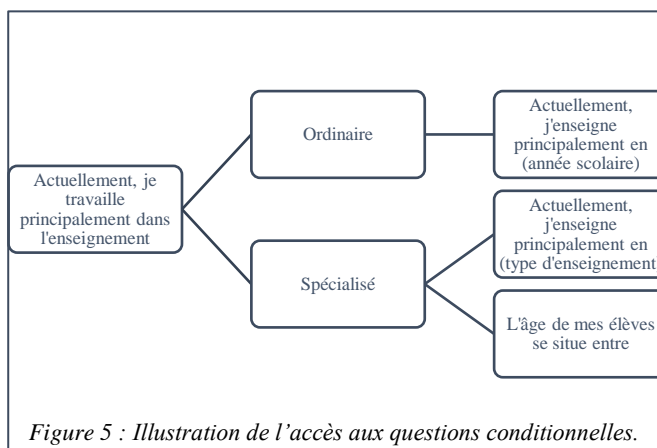 Actuellement, je
travaille
principalement dans
l'enseignement
Ordinaire
Actuellement,
j'enseigne
principalement en
(année scolaire)
Spécialisé
Actuellement,
j'enseigne
principalement en
(type d'enseignement
L'âge de mes élèves
se situe entre
Figure 5 : Illustration de l’accès aux questions conditionnelles.